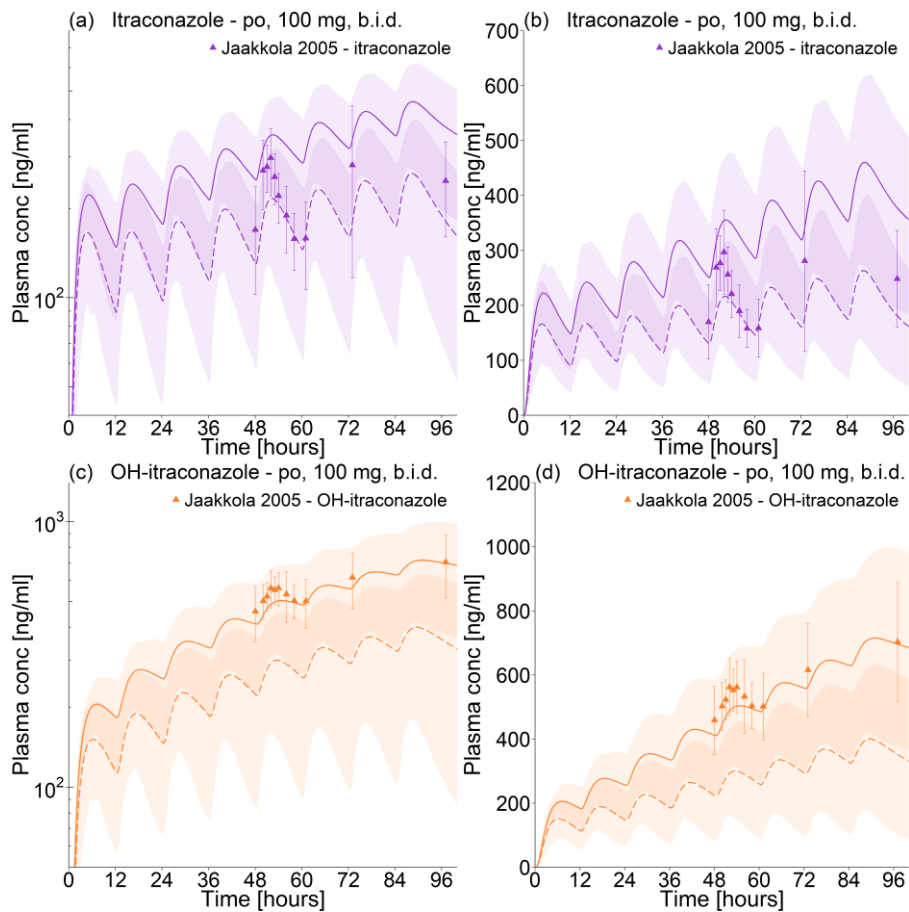 (a) Itraconazole - po, 100 mg, b.i.d.
Jaakkola 2005 - itraconazole
Plasma conc [ng/ml]
10²
0 12 24 36 48 60 72 84 96
Time [hours]
(b) Itraconazole - po, 100 mg, b.i.d.
Jaakkola 2005 - itraconazole
Plasma conc [ng/ml]
700
600
500
400
300
200
100
0
0 12 24 36 48 60 72 84 96
Time [hours]
(c) OH-itraconazole - po, 100 mg, b.i.d.
Jaakkola 2005 - OH-itraconazole
Plasma conc [ng/ml]
10³
10²
0 12 24 36 48 60 72 84 96
Time [hours]
(d) OH-itraconazole - po, 100 mg, b.i.d.
Jaakkola 2005 - OH-itraconazole
Plasma conc [ng/ml]
1200
1000
800
600
400
200
0
0 12 24 36 48 60 72 84 96
Time [hours]